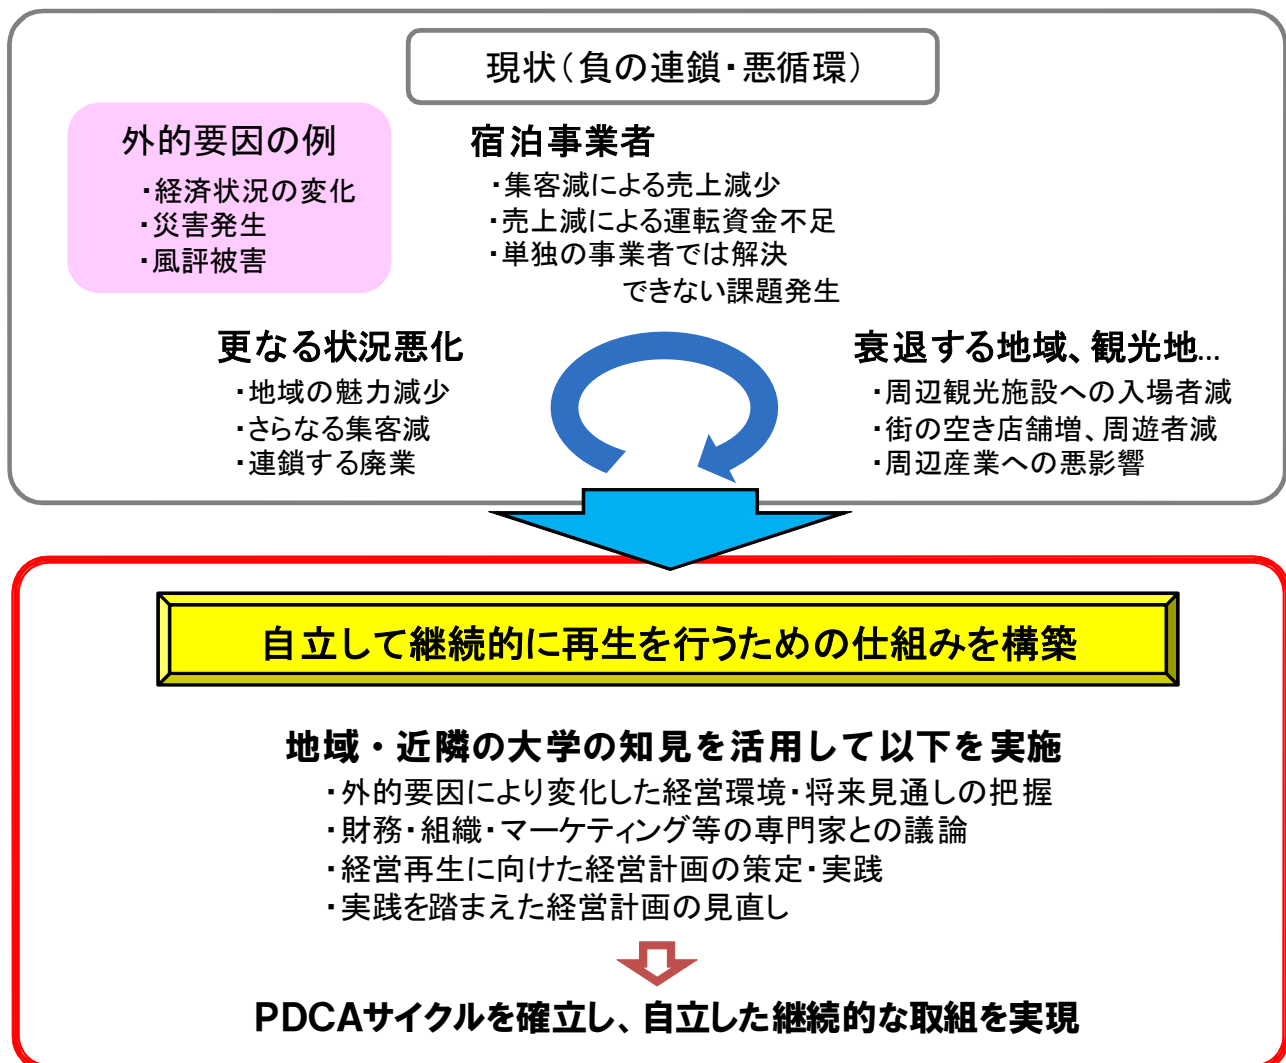 現状(負の連鎖・悪循環)
外的要因の例
・経済状況の変化
・災害発生
・風評被害
宿泊事業者
・集客減による売上減少
・売上減による運転資金不足
・単独の事業者では解決
できない課題発生
更なる状況悪化
・地域の魅力減少
・さらなる集客減
・連鎖する廃業
衰退する地域、観光地...
・周辺観光施設への入場者減
・街の空き店舗増、周遊者減
・周辺産業への悪影響
自立して継続的に再生を行うための仕組みを構築
地域・近隣の大学の知見を活用して以下を実施
・外的要因により変化した経営環境・将来見通しの把握
・財務・組織・マーケティング等の専門家との議論
・経営再生に向けた経営計画の策定・実践
・実践を踏まえた経営計画の見直し
PDCAサイクルを確立し、自立した継続的な取組を実現